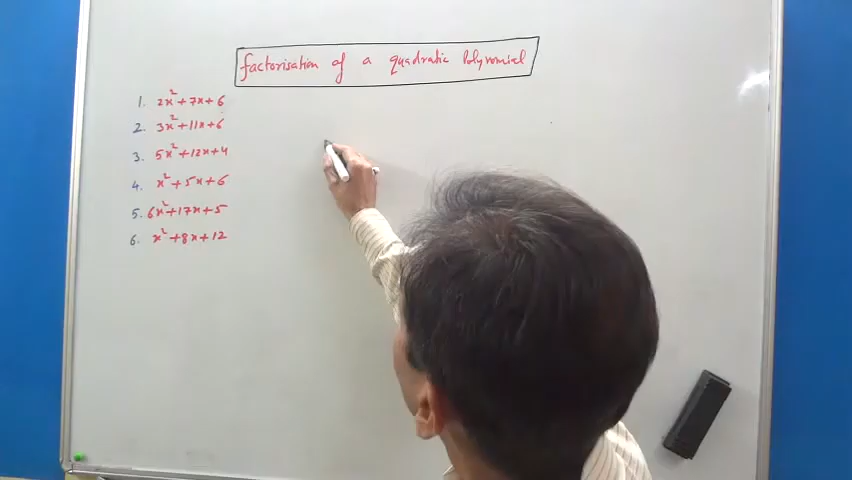 factorisation of a quadratic Polynomial
1. 2x²+7x+6
2. 3x²+11x+6
3. 5x²+12x+4
4. x²+5x+6
5. 6x²+17x+5
6. x²+8x+12